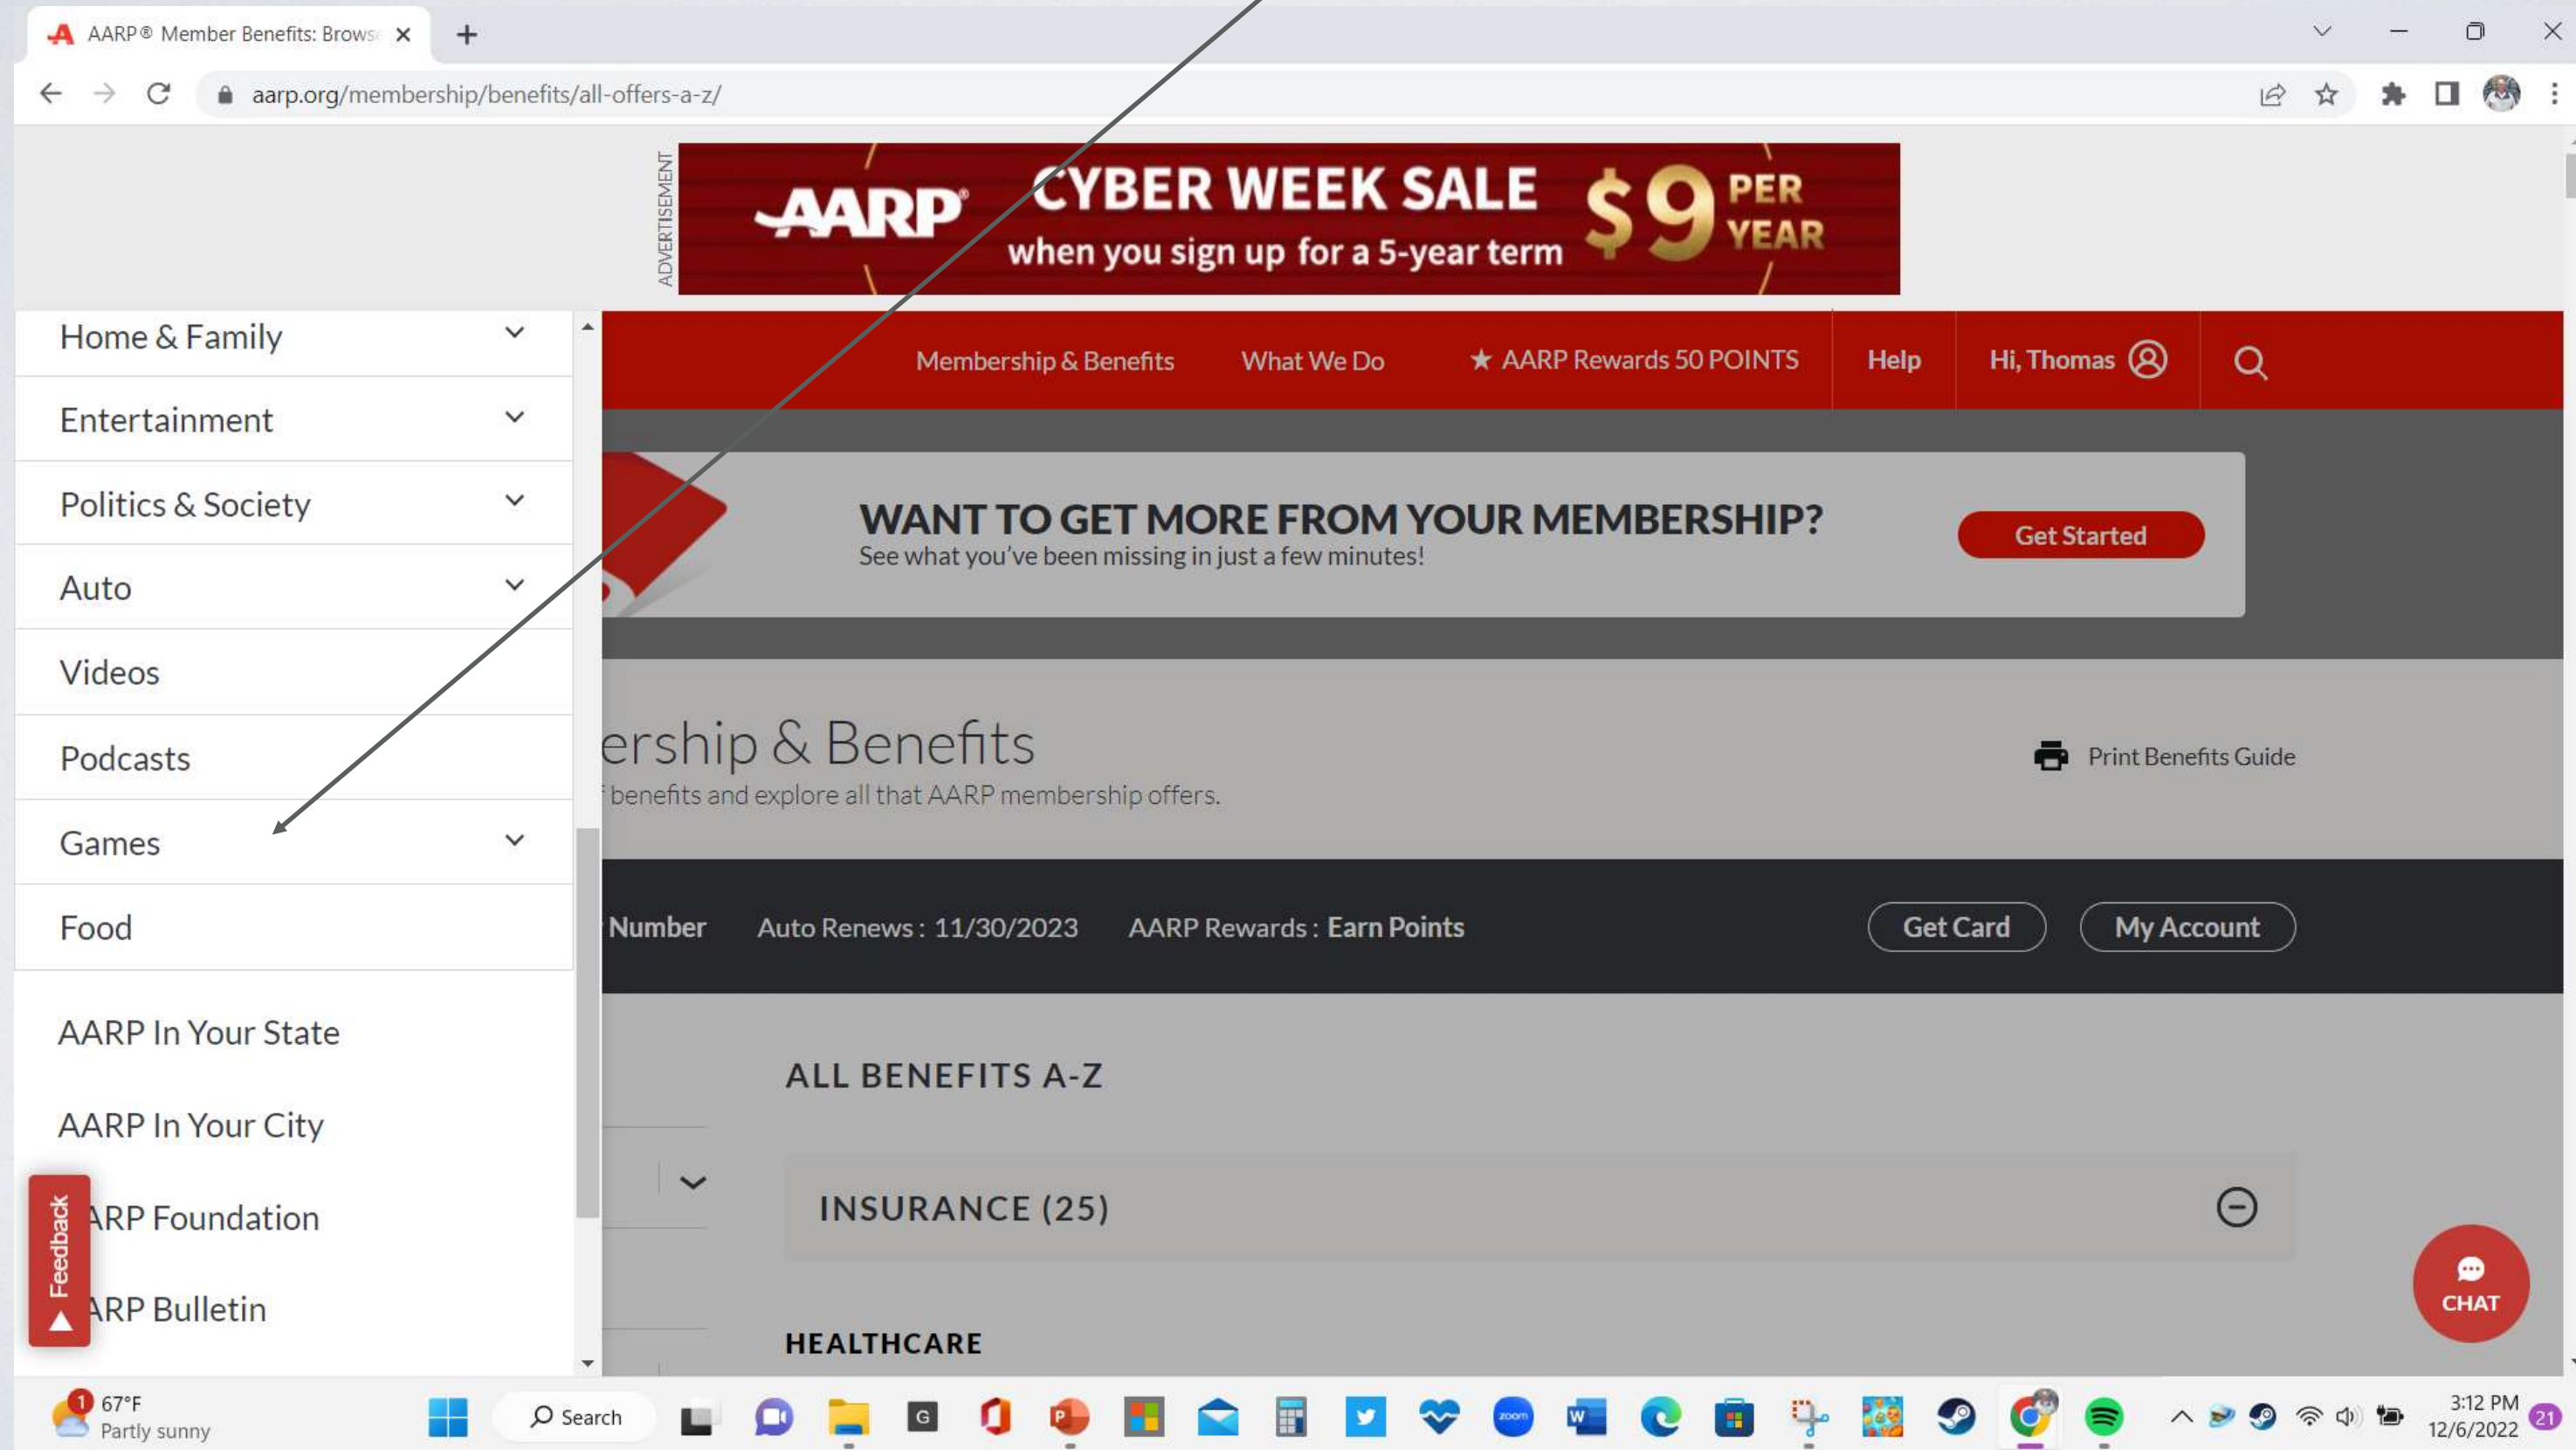 AARP® Member Benefits: Brows
aarp.org/membership/benefits/all-offers-a-z/
ADVERTISEMENT
AARP®
CYBER WEEK SALE
when you sign up for a 5-year term
$9 PER YEAR
Home & Family
Entertainment
Politics & Society
Auto
Videos
Podcasts
Games
Food
AARP In Your State
AARP In Your City
ARP Foundation
ARP Bulletin
Feedback
Membership & Benefits
What We Do
★ AARP Rewards 50 POINTS
Help
Hi, Thomas
WANT TO GET MORE FROM YOUR MEMBERSHIP?
See what you've been missing in just a few minutes!
Get Started
ership & Benefits
benefits and explore all that AARP membership offers.
Print Benefits Guide
Number
Auto Renews : 11/30/2023
AARP Rewards : Earn Points
Get Card
My Account
ALL BENEFITS A-Z
INSURANCE (25)
HEALTHCARE
CHAT
1
67°F
Partly sunny
Search
G
P
zoom
W
3:12 PM
12/6/2022
21